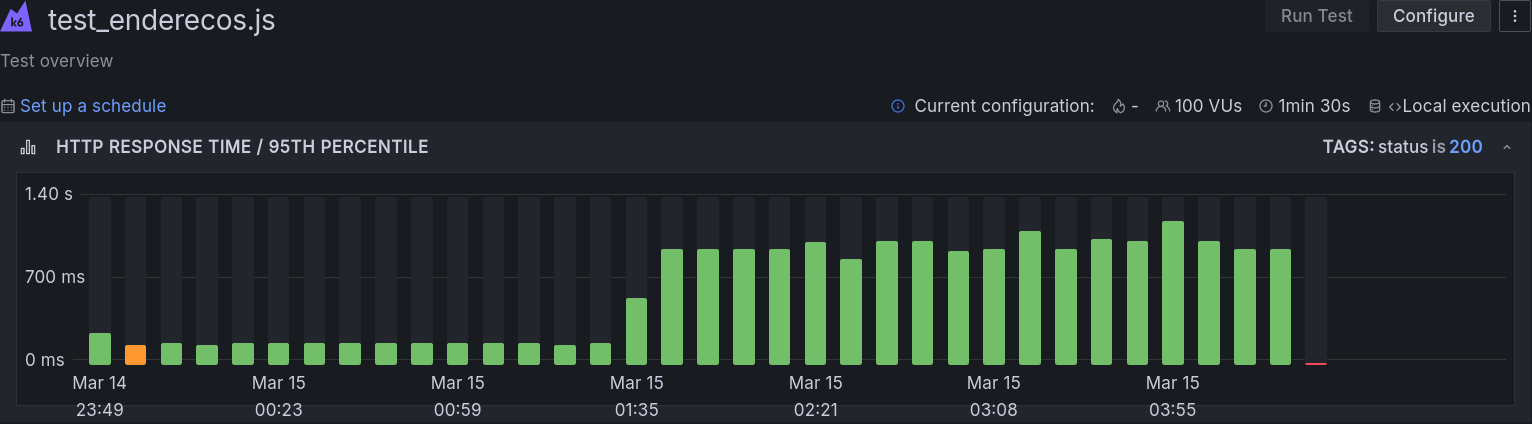 k6 test_enderecos.js Run Test Configure
Test overview
Set up a schedule Current configuration: - 100 VUs 1min 30s <>Local execution
HTTP RESPONSE TIME / 95TH PERCENTILE TAGS: status is 200
1.40 s
700 ms
0 ms
Mar 14 Mar 15 Mar 15 Mar 15 Mar 15 Mar 15 Mar 15
23:49 00:23 00:59 01:35 02:21 03:08 03:55